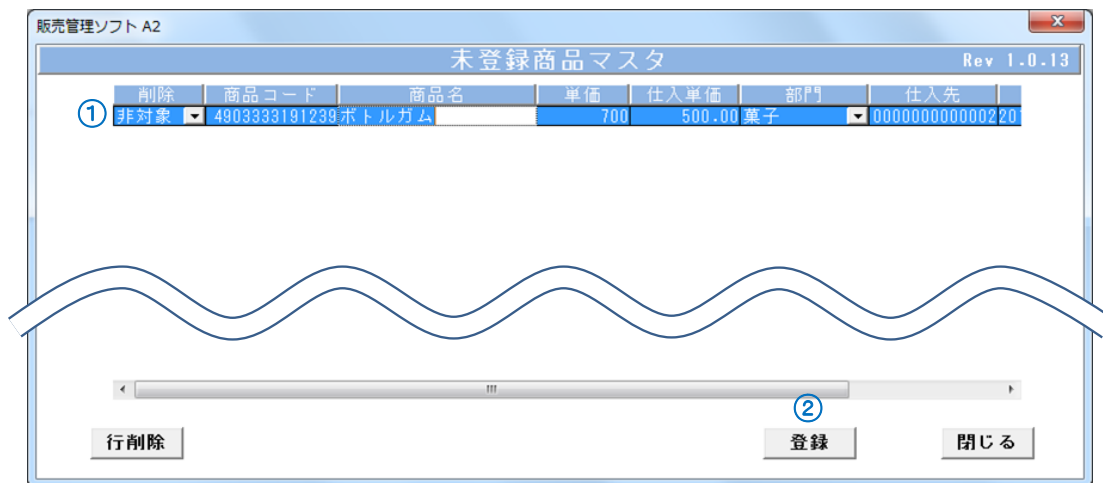 販売管理ソフト A2
未登録商品マスタ Rev 1.0.13
削除 商品コード 商品名 単価 仕入単価 部門 仕入先
① 非対象 4903333191239 ボトルガム 700 500.00 菓子 0000000000002 20
②
行削除 登録 閉じる